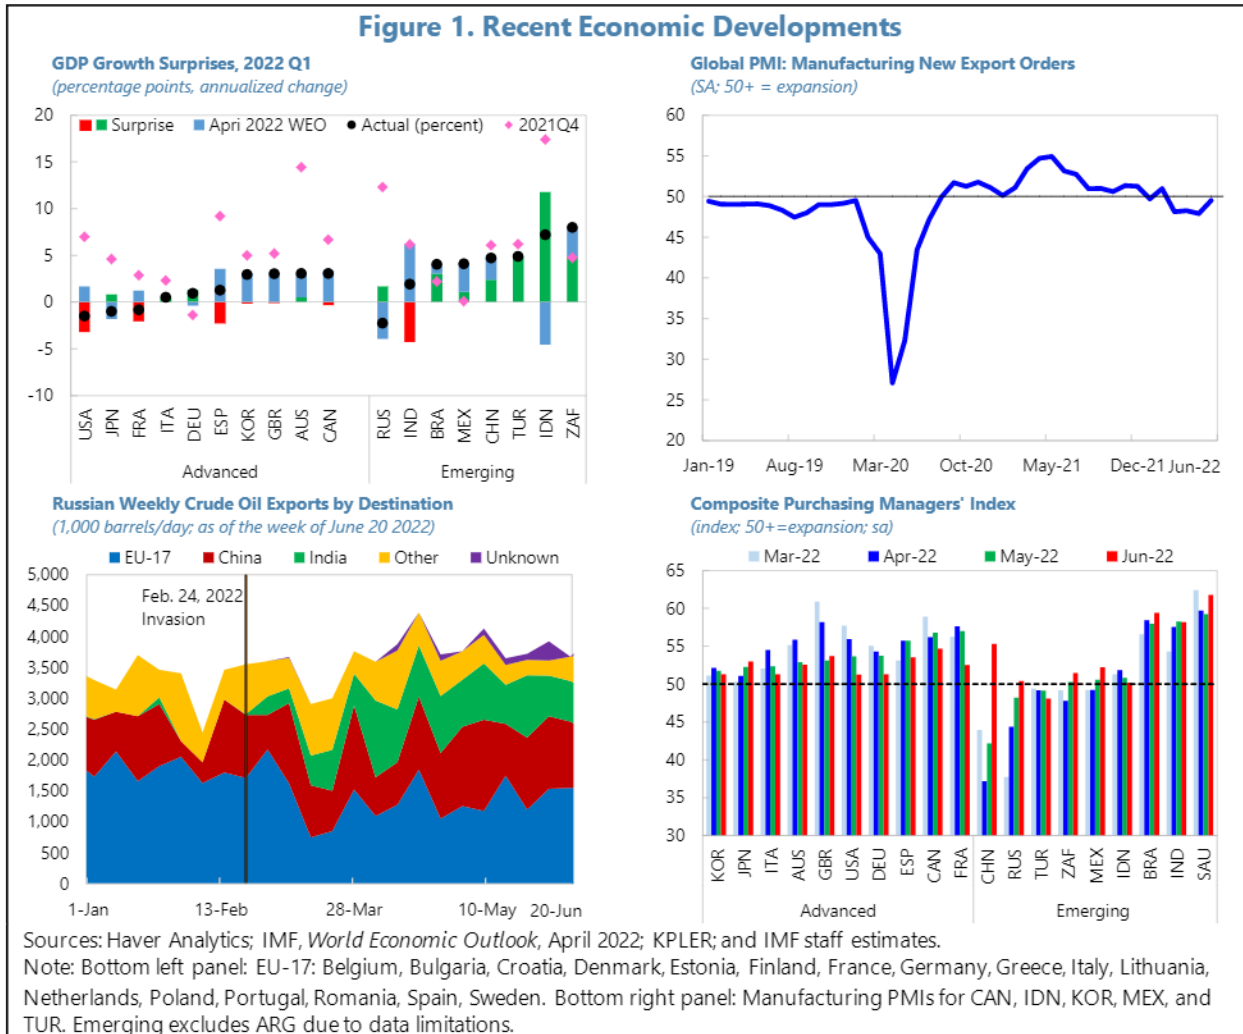 Figure 1. Recent Economic Developments
GDP Growth Surprises, 2022 Q1
(percentage points, annualized change)
20
15
10
5
0
-5
-10
Surprise
Apri 2022 WEO
Actual (percent)
2021Q4
USA
JPN
FRA
ITA
DEU
ESP
KOR
GBR
AUS
CAN
RUS
IND
BRA
MEX
CHN
TUR
IDN
ZAF
Advanced
Emerging
Global PMI: Manufacturing New Export Orders
(SA; 50+ = expansion)
60
55
50
45
40
35
30
25
20
Jan-19
Aug-19
Mar-20
Oct-20
May-21
Dec-21
Jun-22
Russian Weekly Crude Oil Exports by Destination
(1,000 barrels/day; as of the week of June 20 2022)
EU-17
China
India
Other
Unknown
5,000
4,500
4,000
3,500
3,000
2,500
2,000
1,500
1,000
500
0
Feb. 24, 2022
Invasion
1-Jan
13-Feb
28-Mar
10-May
20-Jun
Composite Purchasing Managers' Index
(index; 50+=expansion; sa)
Mar-22
Apr-22
May-22
Jun-22
65
60
55
50
45
40
35
30
KOR
JPN
ITA
AUS
GBR
USA
DEU
ESP
CAN
FRA
CHN
RUS
TUR
ZAF
MEX
IDN
BRA
IND
SAU
Advanced
Emerging
Sources: Haver Analytics; IMF, World Economic Outlook, April 2022; KPLER; and IMF staff estimates.
Note: Bottom left panel: EU-17: Belgium, Bulgaria, Croatia, Denmark, Estonia, Finland, France, Germany, Greece, Italy, Lithuania,
Netherlands, Poland, Portugal, Romania, Spain, Sweden. Bottom right panel: Manufacturing PMIs for CAN, IDN, KOR, MEX, and
TUR. Emerging excludes ARG due to data limitations.